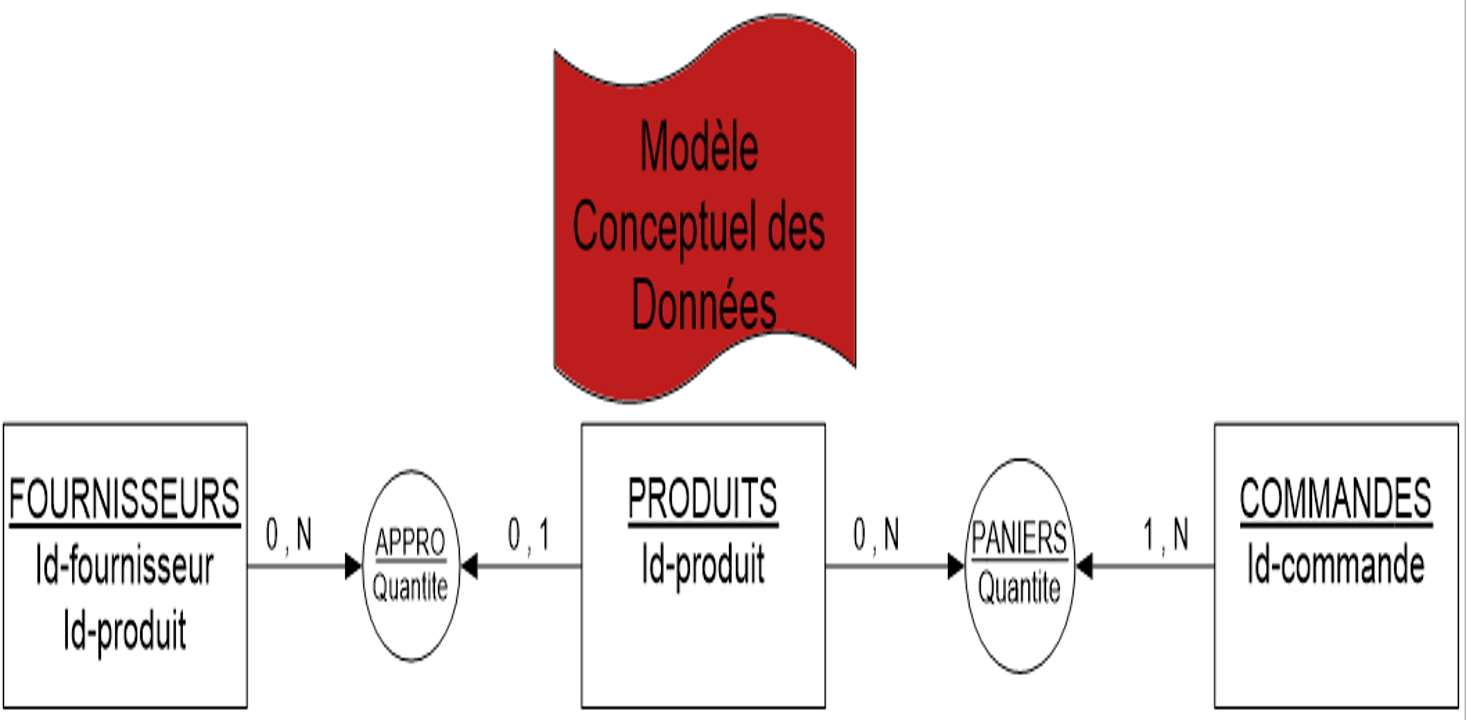 Modèle
Conceptuel des
Données
FOURNISSEURS
Id-fournisseur
Id-produit
0 , N
APPRO
Quantite
0 , 1
PRODUITS
Id-produit
0 , N
PANIERS
Quantite
1 , N
COMMANDES
Id-commande